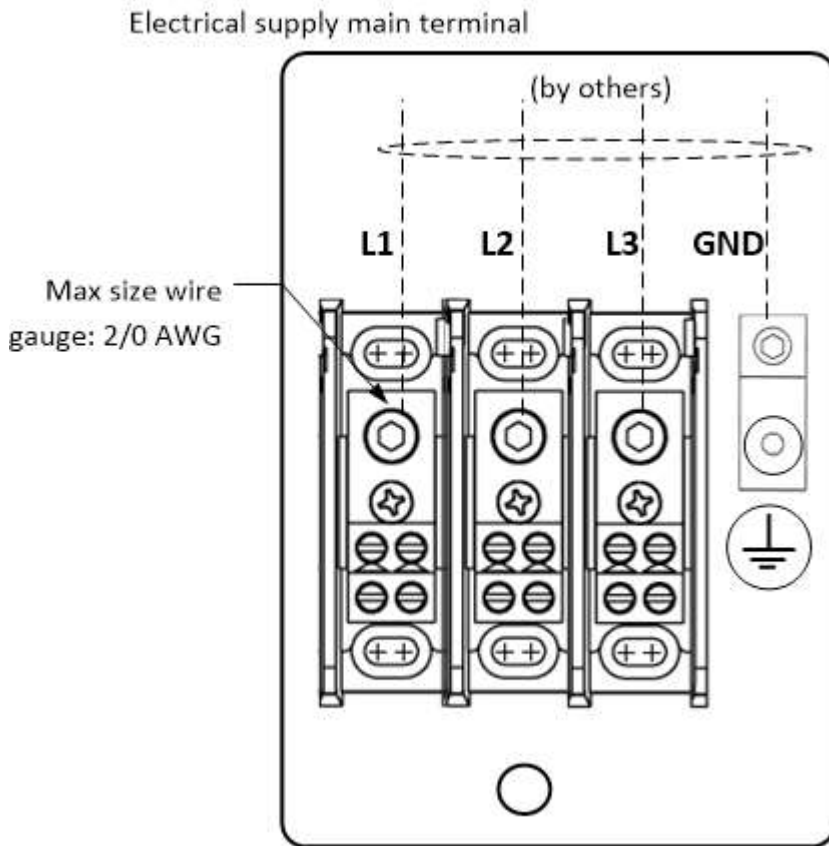 Electrical supply main terminal
(by others)
L1 L2 L3 GND
Max size wire
gauge: 2/0 AWG